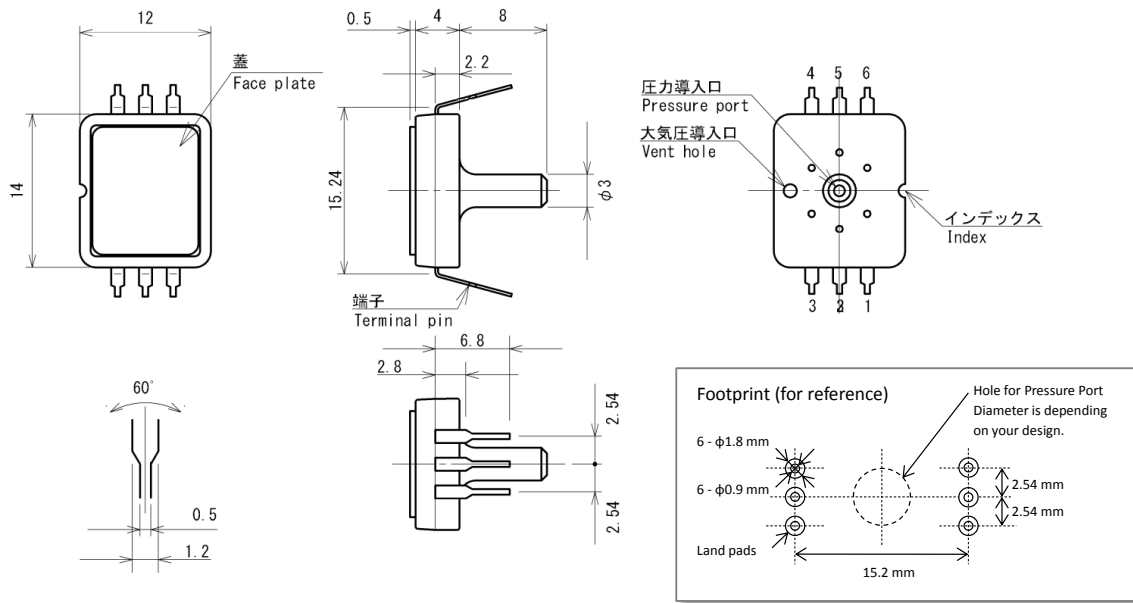 12
蓋
Face plate
14
0.5
4
8
2.2
15.24
φ3
端子
Terminal pin
4 5 6
圧力導入口
Pressure port
大気圧導入口
Vent hole
インデックス
Index
3 2 1
60°
0.5
1.2
6.8
2.8
2.54
2.54
Footprint (for reference)
Hole for Pressure Port
Diameter is depending
on your design.
6 - ϕ1.8 mm
6 - ϕ0.9 mm
2.54 mm
2.54 mm
Land pads
15.2 mm